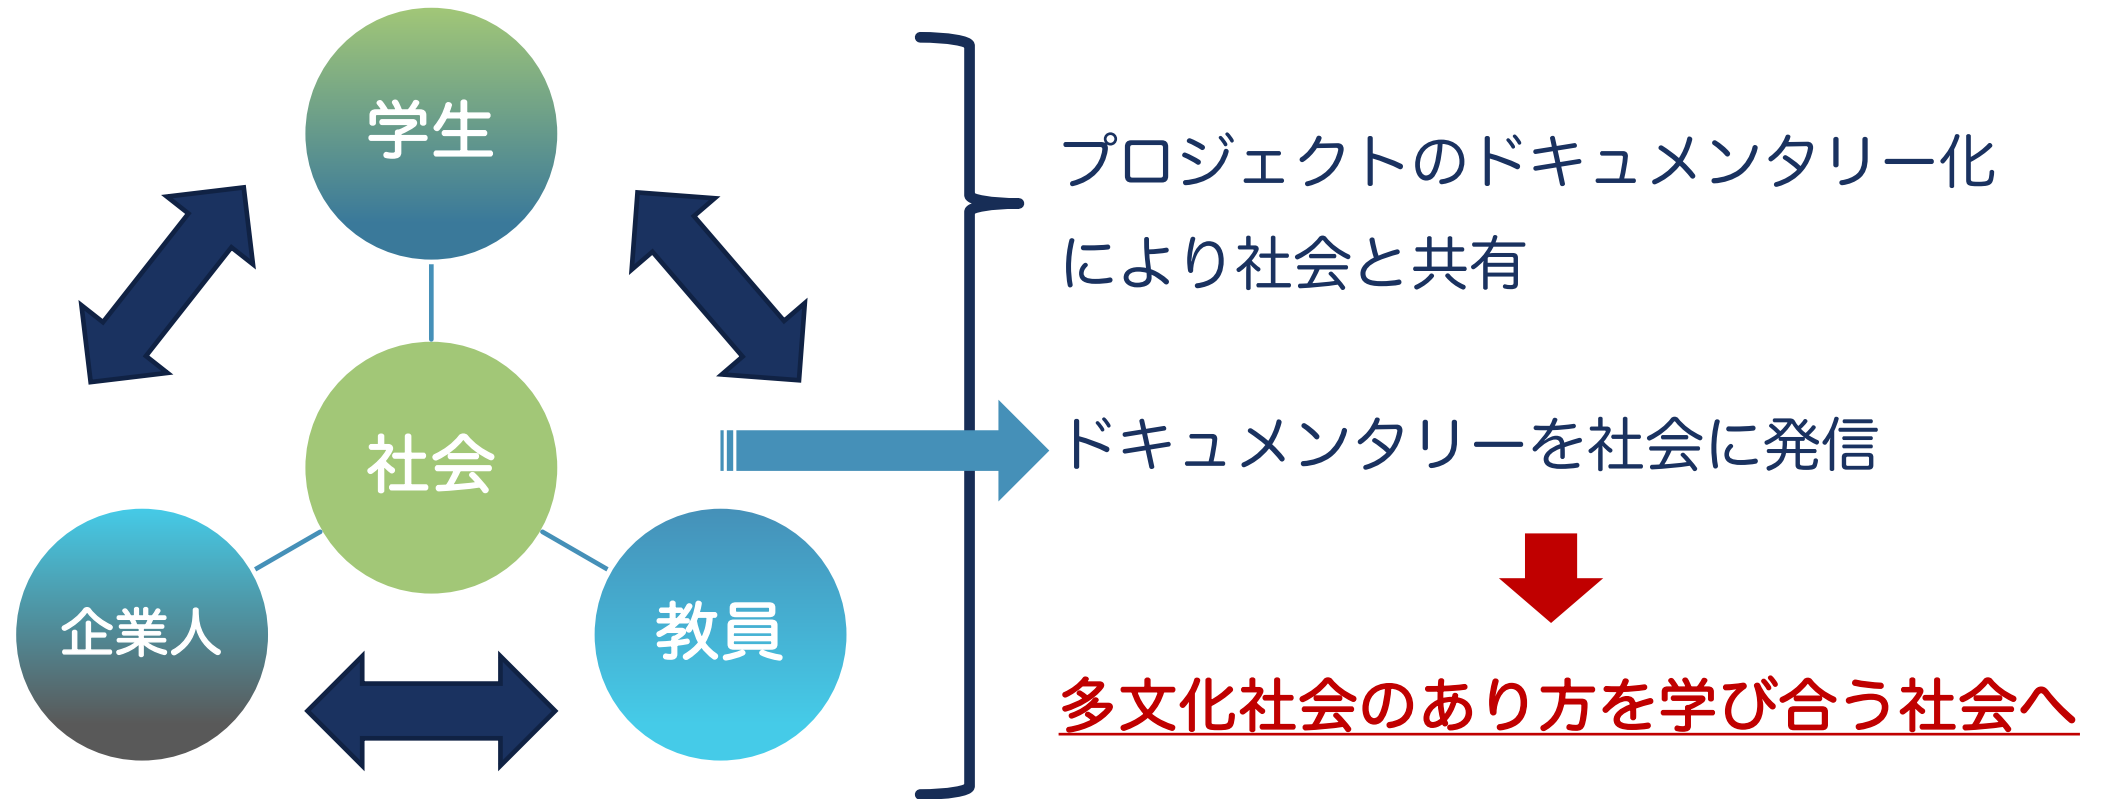 学生
社会
企業人
教員
プロジェクトのドキュメンタリー化
により社会と共有
ドキュメンタリーを社会に発信
多文化社会のあり方を学び合う社会へ